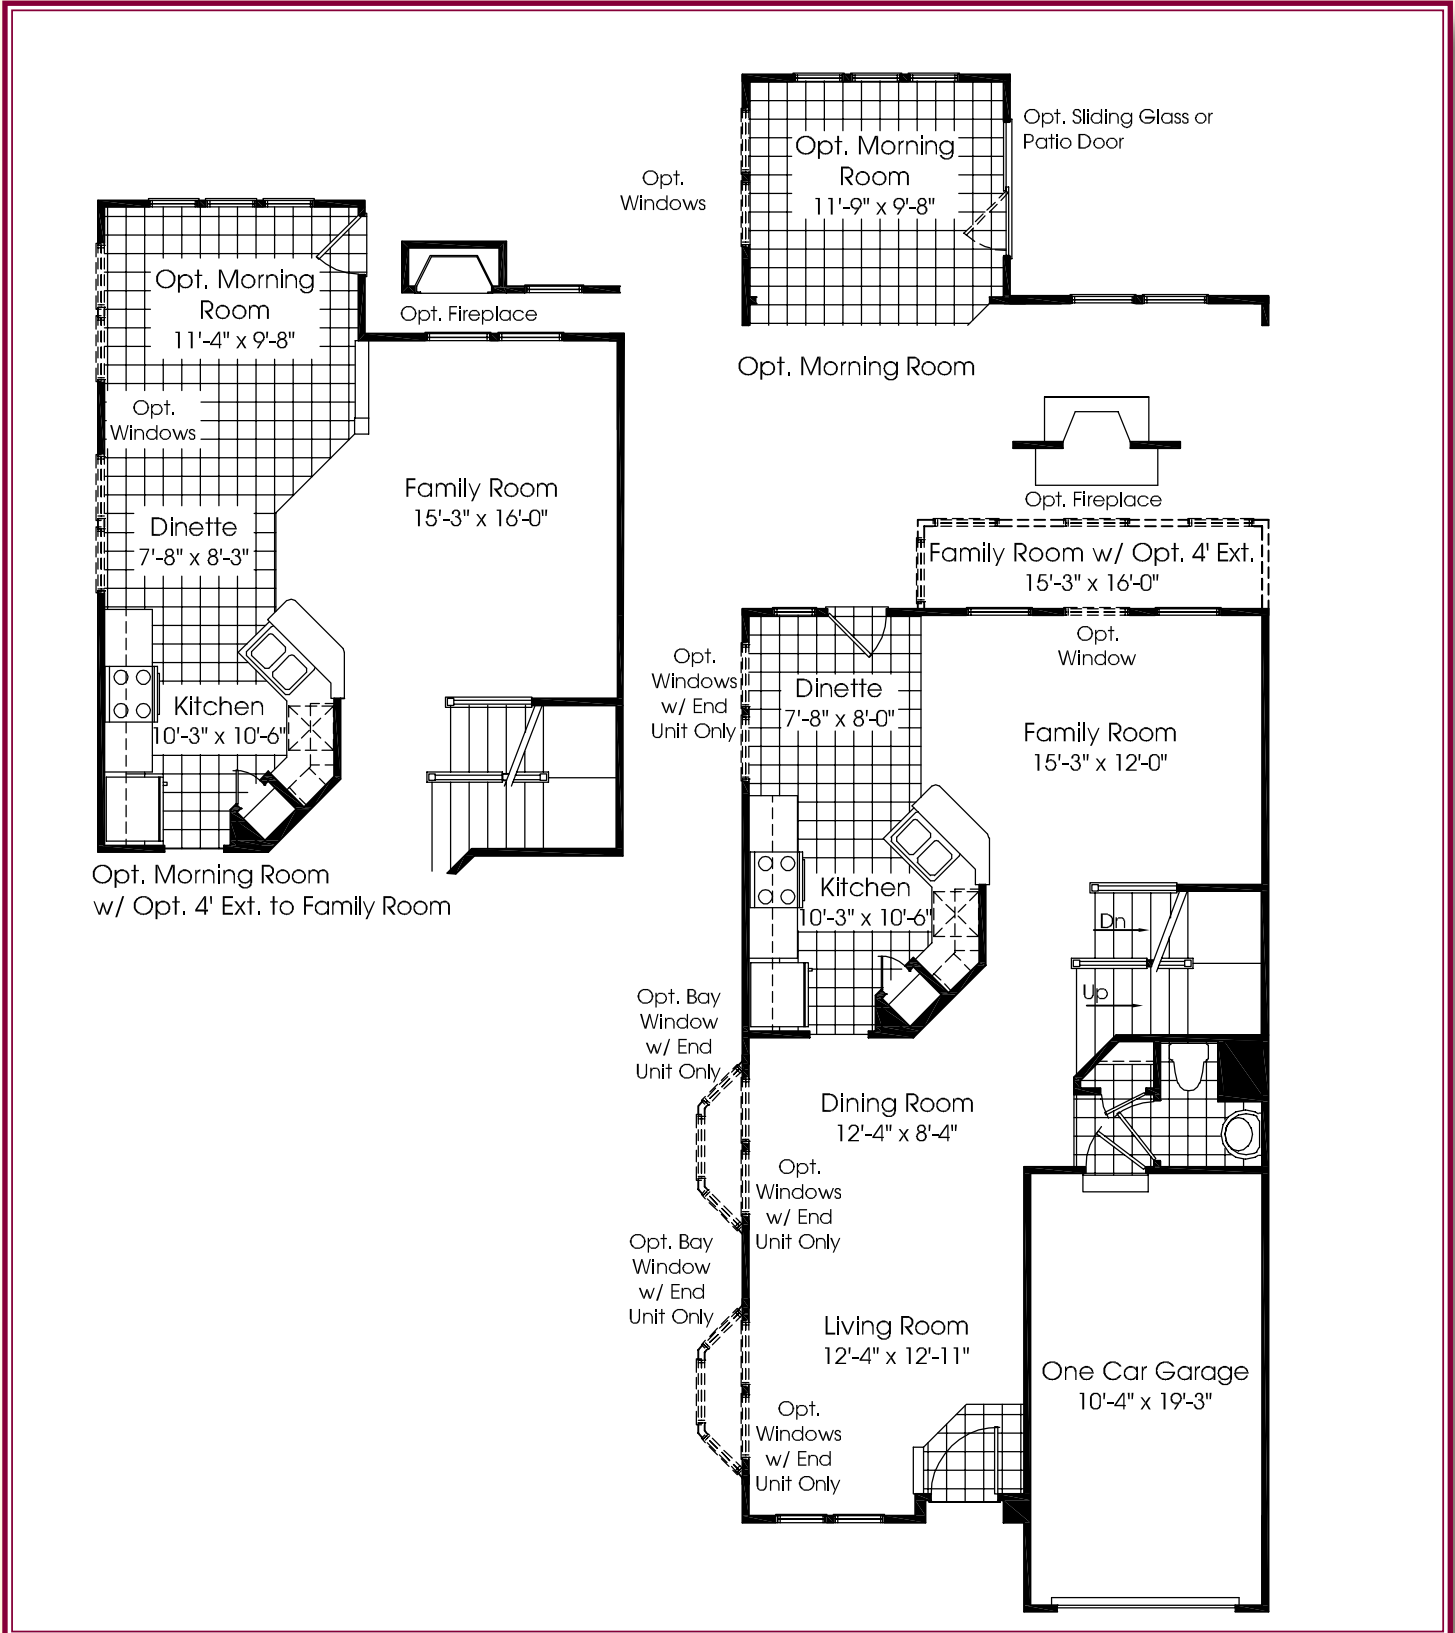 Opt. Morning
Room
11'-4" x 9'-8"
Opt. Fireplace
Opt.
Windows
Family Room
15'-3" x 16'-0"
Dinette
7'-8" x 8'-3"
Kitchen
10'-3" x 10'-6"
Opt. Morning Room
w/ Opt. 4' Ext. to Family Room
Opt. Morning
Room
11'-9" x 9'-8"
Opt. Sliding Glass or
Patio Door
Opt.
Windows
Opt. Morning Room
Opt. Fireplace
Family Room w/ Opt. 4' Ext.
15'-3" x 16'-0"
Opt.
Window
Opt.
Windows
w/ End
Unit Only
Dinette
7'-8" x 8'-0"
Family Room
15'-3" x 12'-0"
Kitchen
10'-3" x 10'-6"
Dn
Up
Opt. Bay
Window
w/ End
Unit Only
Dining Room
12'-4" x 8'-4"
Opt.
Windows
w/ End
Unit Only
Opt. Bay
Window
w/ End
Unit Only
Living Room
12'-4" x 12'-11"
One Car Garage
10'-4" x 19'-3"
Opt.
Windows
w/ End
Unit Only